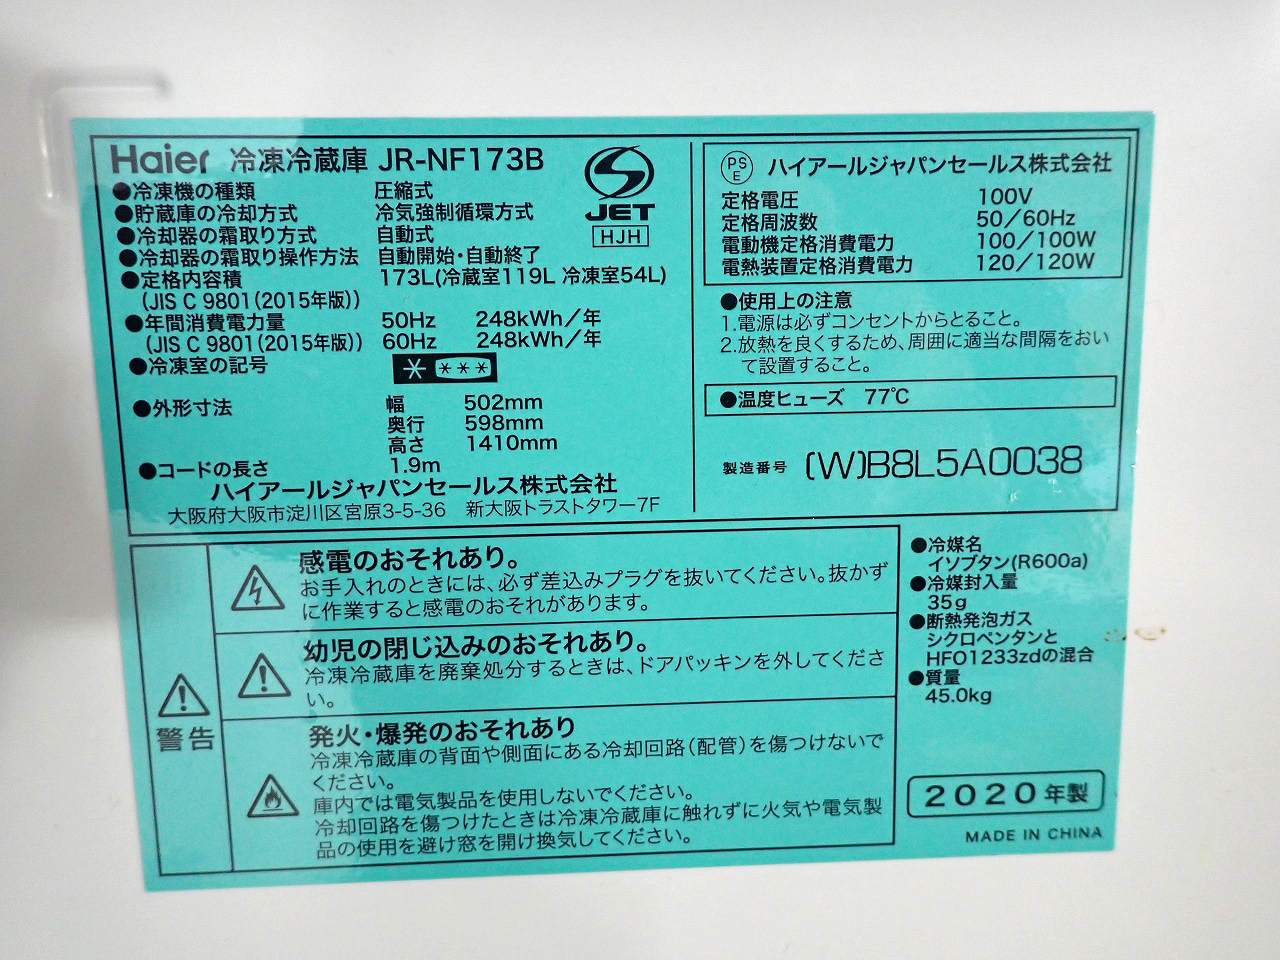 Haier 冷凍冷蔵庫 JR-NF173B
●冷凍機の種類 圧縮式
●貯蔵庫の冷却方式 冷気強制循環方式
●冷却器の霜取り方式 自動式
●冷却器の霜取り操作方法 自動開始・自動終了
●定格内容積 173L(冷蔵室119L 冷凍室54L)
(JIS C 9801(2015年版))
●年間消費電力量 50Hz 248kWh／年
(JIS C 9801(2015年版)) 60Hz 248kWh／年
●冷凍室の記号
●外形寸法 幅 502mm
奥行 598mm
高さ 1410mm
●コードの長さ 1.9m
ハイアールジャパンセールス株式会社
大阪府大阪市淀川区宮原3-5-36 新大阪トラストタワー7F
JET
HJH
PS
E
ハイアールジャパンセールス株式会社
定格電圧 100V
定格周波数 50／60Hz
電動機定格消費電力 100／100W
電熱装置定格消費電力 120／120W
●使用上の注意
1.電源は必ずコンセントからとること。
2.放熱を良くするため、周囲に適当な間隔をおい
て設置すること。
●温度ヒューズ 77℃
製造番号 (W)B8L5A0038
警告
感電のおそれあり。
お手入れのときには、必ず差込みプラグを抜いてください。抜かず
に作業すると感電のおそれがあります。
幼児の閉じ込みのおそれあり。
冷凍冷蔵庫を廃棄処分するときは、ドアパッキンを外してくださ
い。
発火・爆発のおそれあり
冷凍冷蔵庫の背面や側面にある冷却回路(配管)を傷つけないで
ください。
庫内では電気製品を使用しないでください。
冷却回路を傷つけたときは冷凍冷蔵庫に触れずに火気や電気製
品の使用を避け窓を開け換気してください。
●冷媒名
イソブタン(R600a)
●冷媒封入量
35g
●断熱発泡ガス
シクロペンタンと
HFO1233zdの混合
●質量
45.0kg
2020年製
MADE IN CHINA